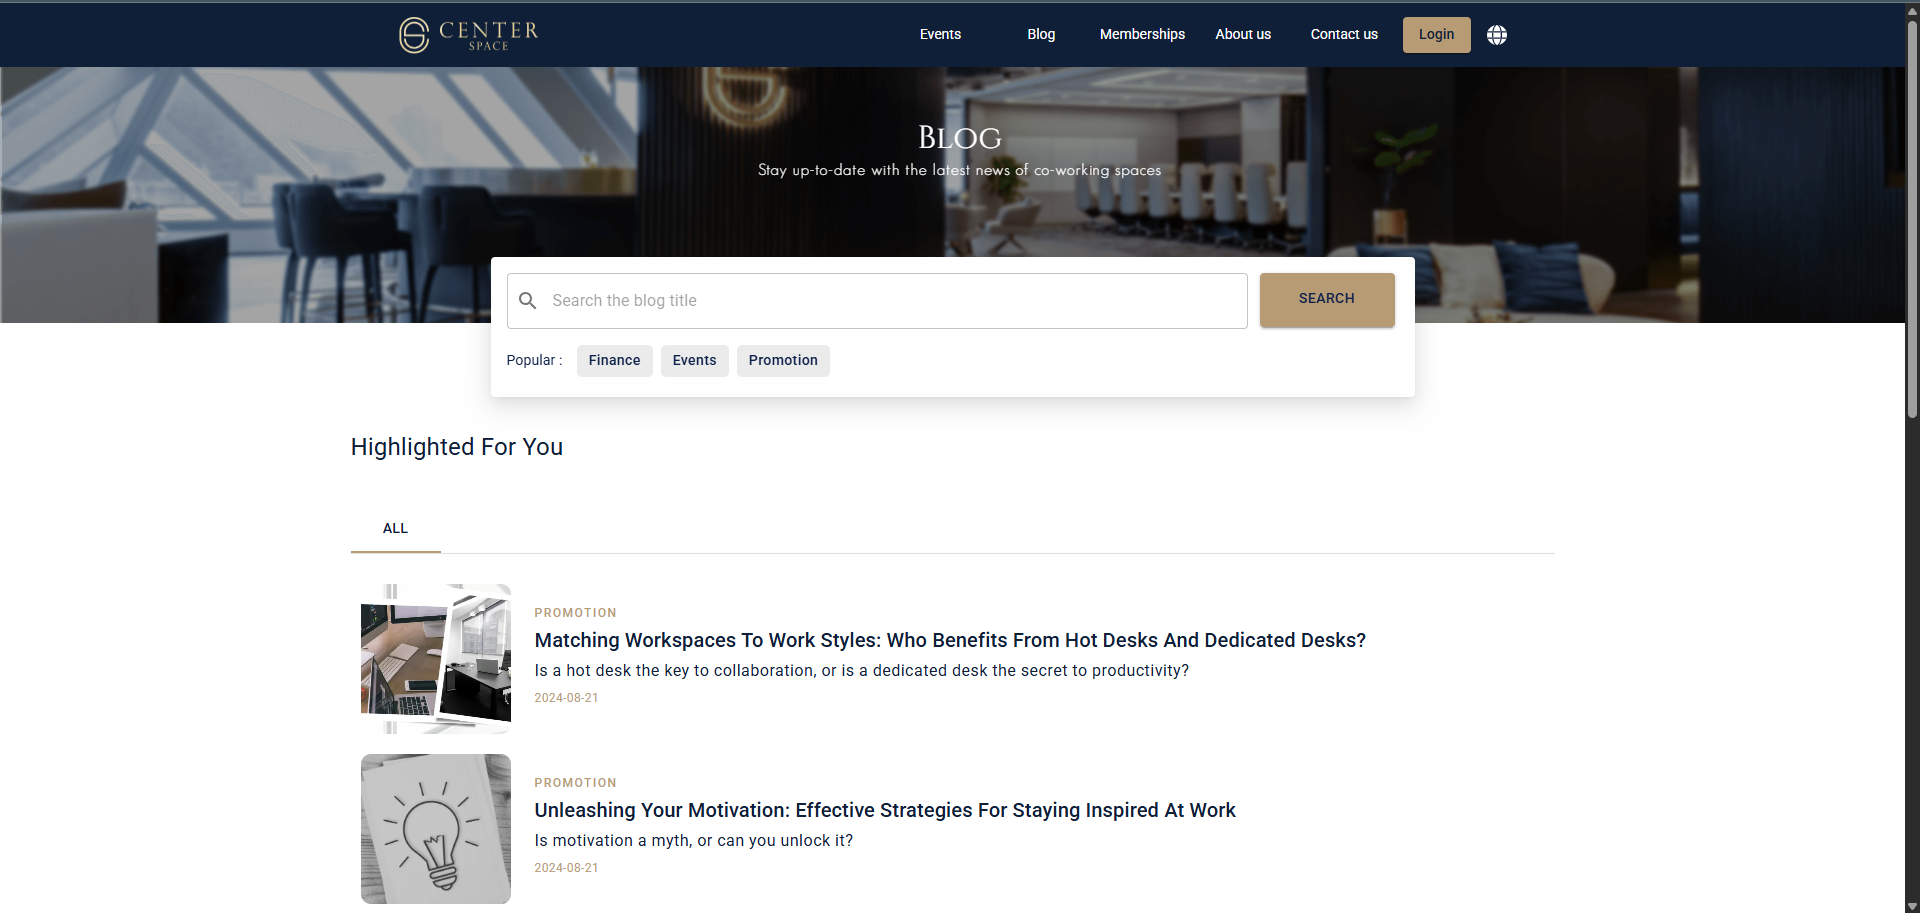 CENTER
SPACE
Events
Blog
Memberships
About us
Contact us
Login
Blog
Stay up-to-date with the latest news of co-working spaces
Search the blog title
SEARCH
Popular :
Finance
Events
Promotion
Highlighted For You
ALL
PROMOTION
Matching Workspaces To Work Styles: Who Benefits From Hot Desks And Dedicated Desks?
Is a hot desk the key to collaboration, or is a dedicated desk the secret to productivity?
2024-08-21
PROMOTION
Unleashing Your Motivation: Effective Strategies For Staying Inspired At Work
Is motivation a myth, or can you unlock it?
2024-08-21